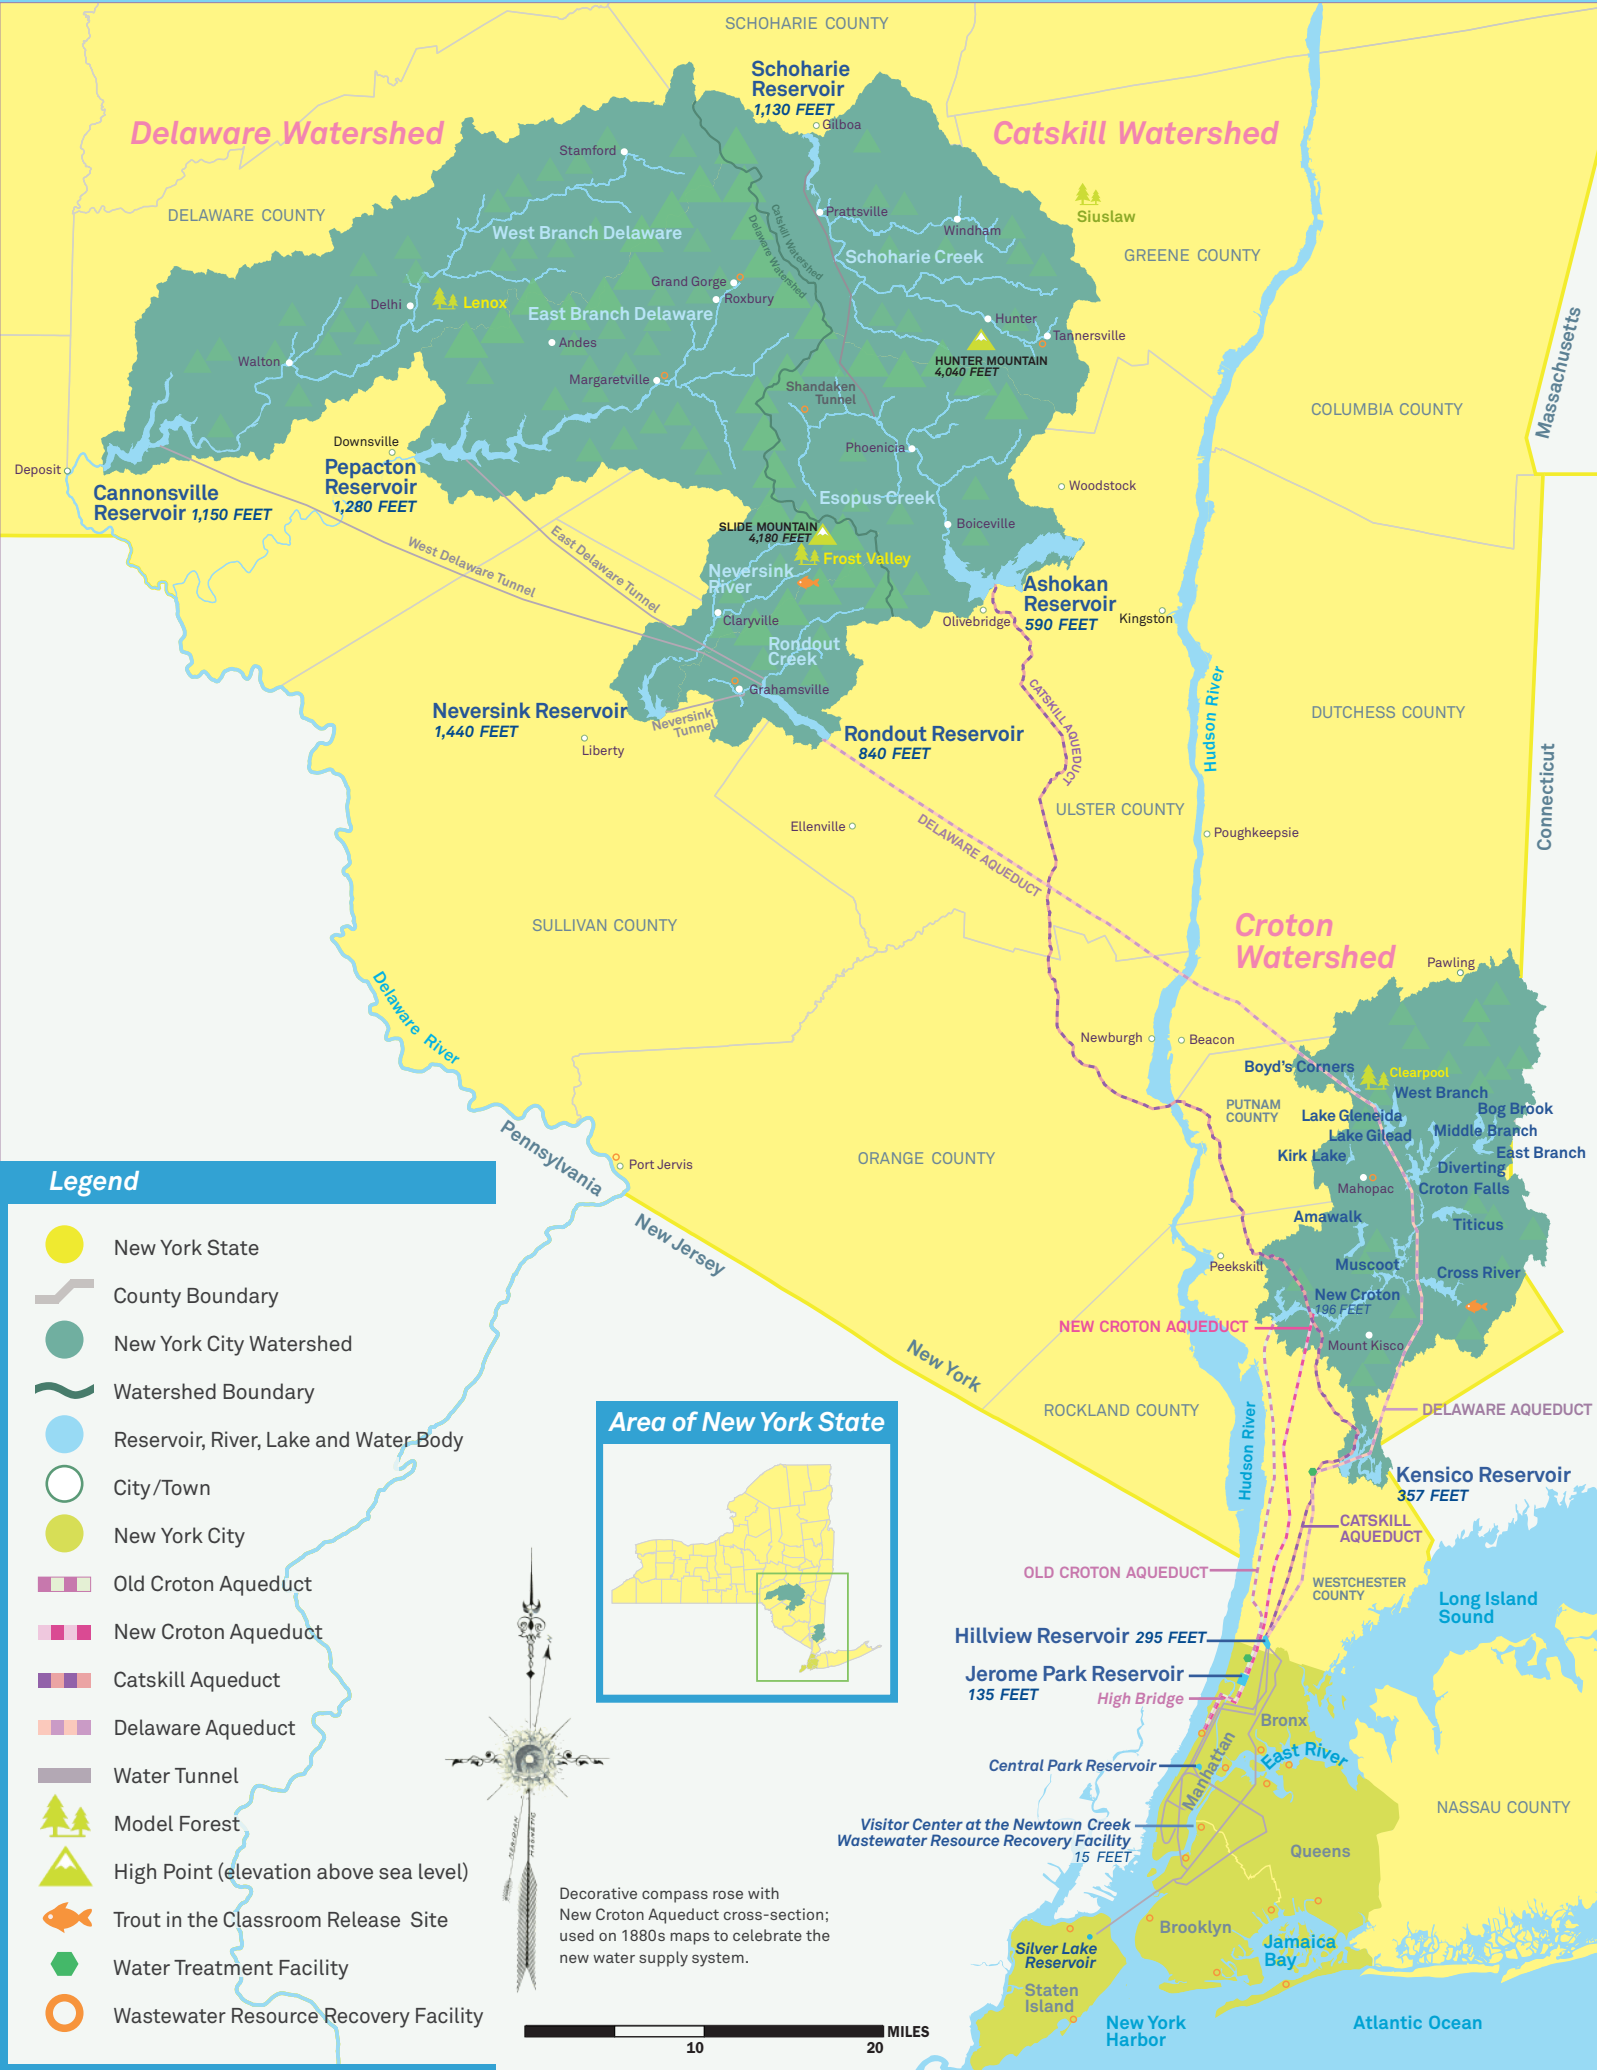 SCHOHARIE COUNTY
Schoharie
Reservoir
1,130 FEET
Gilboa
Delaware Watershed
Catskill Watershed
Stamford
Siuslaw
DELAWARE COUNTY
Prattsville
Windham
West Branch Delaware
Catskill Watershed
Delaware Watershed
Schoharie Creek
GREENE COUNTY
Grand Gorge
Roxbury
Delhi
Lenox
East Branch Delaware
Hunter
Tannersville
Andes
HUNTER MOUNTAIN
4,040 FEET
Walton
Margaretville
Shandaken
Tunnel
Massachusetts
COLUMBIA COUNTY
Downsville
Phoenicia
Deposit
Pepacton
Reservoir
1,280 FEET
Cannonsville
Reservoir 1,150 FEET
Woodstock
Esopus Creek
SLIDE MOUNTAIN
4,180 FEET
Boiceville
West Delaware Tunnel
East Delaware Tunnel
Frost Valley
Neversink
River
Ashokan
Reservoir
590 FEET
Claryville
Olivebridge
Kingston
Rondout
Creek
Grahamsville
Neversink Reservoir
1,440 FEET
Neversink
Tunnel
Liberty
Rondout Reservoir
840 FEET
CATSKILL AQUEDUCT
Hudson River
DUTCHESS COUNTY
Connecticut
ULSTER COUNTY
Ellenville
DELAWARE AQUEDUCT
Poughkeepsie
SULLIVAN COUNTY
Croton
Watershed
Pawling
Delaware River
Newburgh
Beacon
Boyd's Corners
Clearpool
West Branch
PUTNAM
COUNTY
Lake Gleneida
Bog Brook
Lake Gilead
Middle Branch
Kirk Lake
East Branch
Diverting
Mahopac
Croton Falls
ORANGE COUNTY
Pennsylvania
Port Jervis
New Jersey
Amawalk
Titicus
Peekskill
Muscoot
Cross River
New Croton
196 FEET
NEW CROTON AQUEDUCT
Mount Kisco
New York
ROCKLAND COUNTY
Hudson River
DELAWARE AQUEDUCT
Kensico Reservoir
357 FEET
CATSKILL
AQUEDUCT
OLD CROTON AQUEDUCT
WESTCHESTER
COUNTY
Long Island
Sound
Hillview Reservoir 295 FEET
Jerome Park Reservoir
135 FEET
High Bridge
Bronx
East River
Manhattan
Central Park Reservoir
NASSAU COUNTY
Visitor Center at the Newtown Creek
Wastewater Resource Recovery Facility
15 FEET
Queens
Brooklyn
Jamaica
Bay
Silver Lake
Reservoir
Staten
Island
New York
Harbor
Atlantic Ocean
Legend
New York State
County Boundary
New York City Watershed
Watershed Boundary
Reservoir, River, Lake and Water Body
City/Town
New York City
Old Croton Aqueduct
New Croton Aqueduct
Catskill Aqueduct
Delaware Aqueduct
Water Tunnel
Model Forest
High Point (elevation above sea level)
Trout in the Classroom Release Site
Water Treatment Facility
Wastewater Resource Recovery Facility
Area of New York State
N
MERIDIAN
MAGNETIC
Decorative compass rose with
New Croton Aqueduct cross-section;
used on 1880s maps to celebrate the
new water supply system.
MILES
10
20